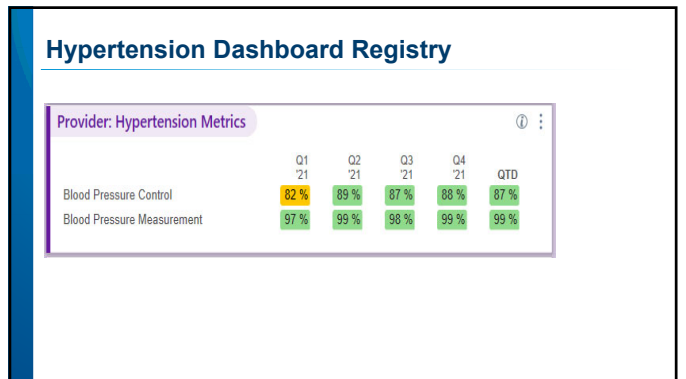 Hypertension Dashboard Registry
Provider: Hypertension Metrics
Q1 Q2 Q3 Q4
'21 '21 '21 '21 QTD
Blood Pressure Control 82 % 89 % 87 % 88 % 87 %
Blood Pressure Measurement 97 % 99 % 98 % 99 % 99 %